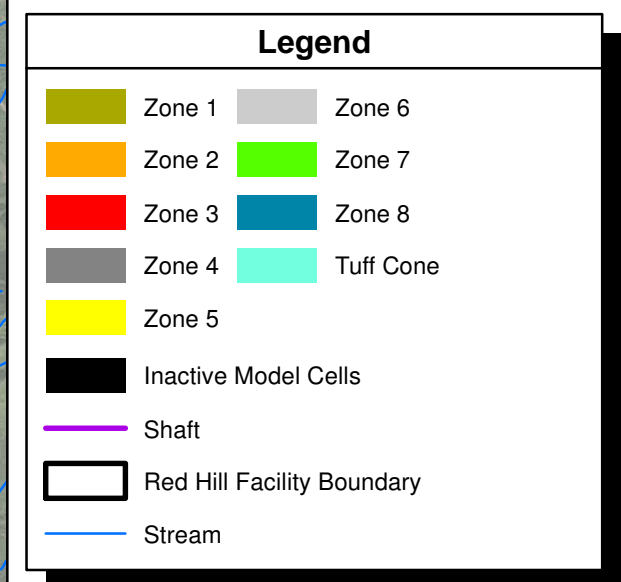 Legend
Zone 1 Zone 6
Zone 2 Zone 7
Zone 3 Zone 8
Zone 4 Tuff Cone
Zone 5
Inactive Model Cells
Shaft
Red Hill Facility Boundary
Stream